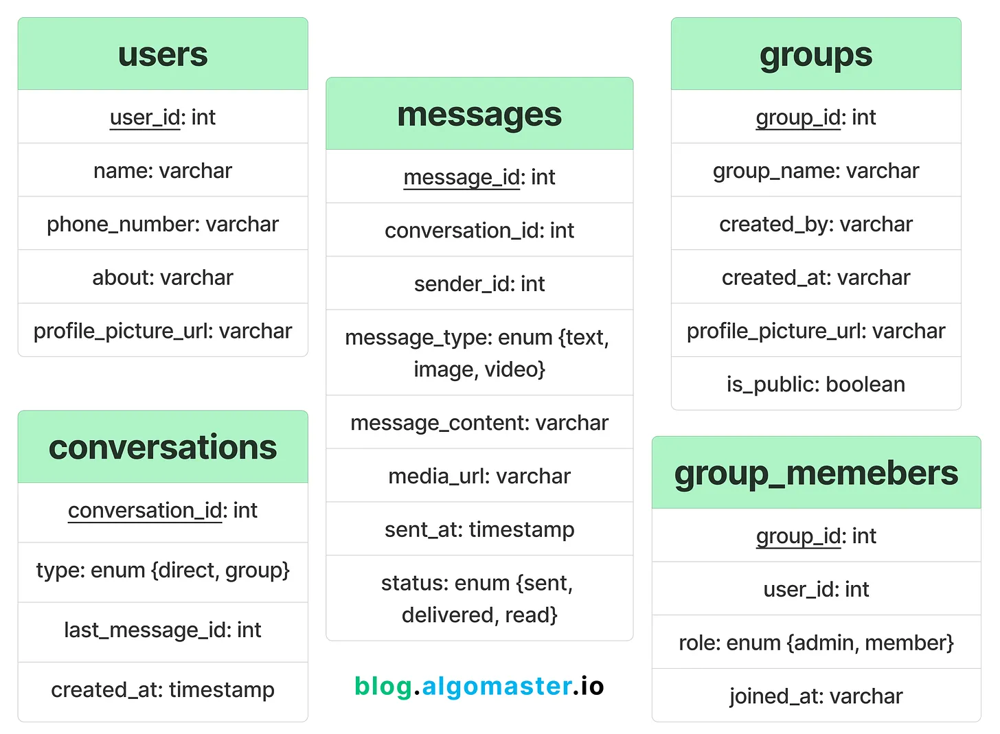 users
user_id: int
name: varchar
phone_number: varchar
about: varchar
profile_picture_url: varchar
conversations
conversation_id: int
type: enum {direct, group}
last_message_id: int
created_at: timestamp
messages
message_id: int
conversation_id: int
sender_id: int
message_type: enum {text,
image, video}
message_content: varchar
media_url: varchar
sent_at: timestamp
status: enum {sent,
delivered, read}
blog.algomaster.io
groups
group_id: int
group_name: varchar
created_by: varchar
created_at: varchar
profile_picture_url: varchar
is_public: boolean
group_memebers
group_id: int
user_id: int
role: enum {admin, member}
joined_at: varchar